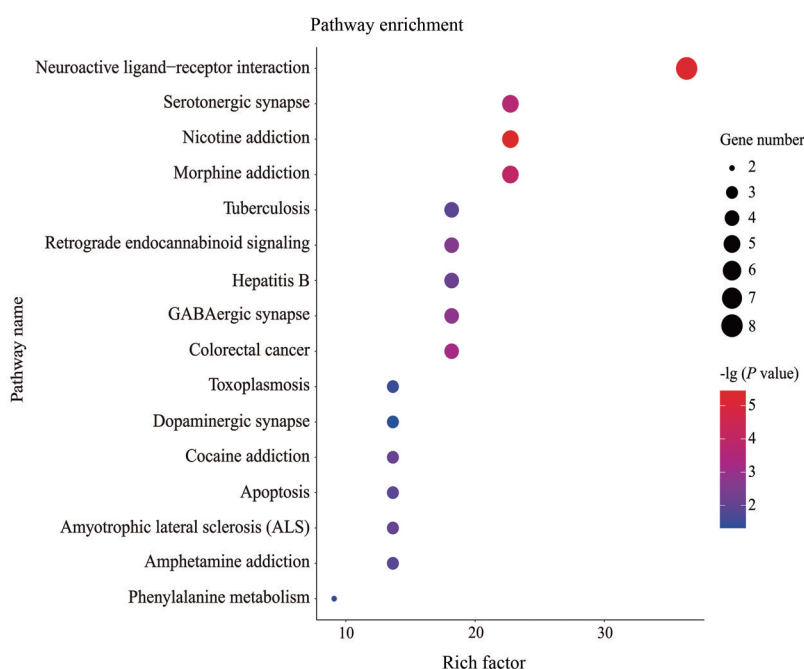 Pathway enrichment
Neuroactive ligand−receptor interaction
Serotonergic synapse
Nicotine addiction
Morphine addiction
Tuberculosis
Retrograde endocannabinoid signaling
Hepatitis B
GABAergic synapse
Colorectal cancer
Toxoplasmosis
Dopaminergic synapse
Cocaine addiction
Apoptosis
Amyotrophic lateral sclerosis (ALS)
Amphetamine addiction
Phenylalanine metabolism
Pathway name
10 20 30
Rich factor
Gene number
2
3
4
5
6
7
8
-lg (P value)
5
4
3
2